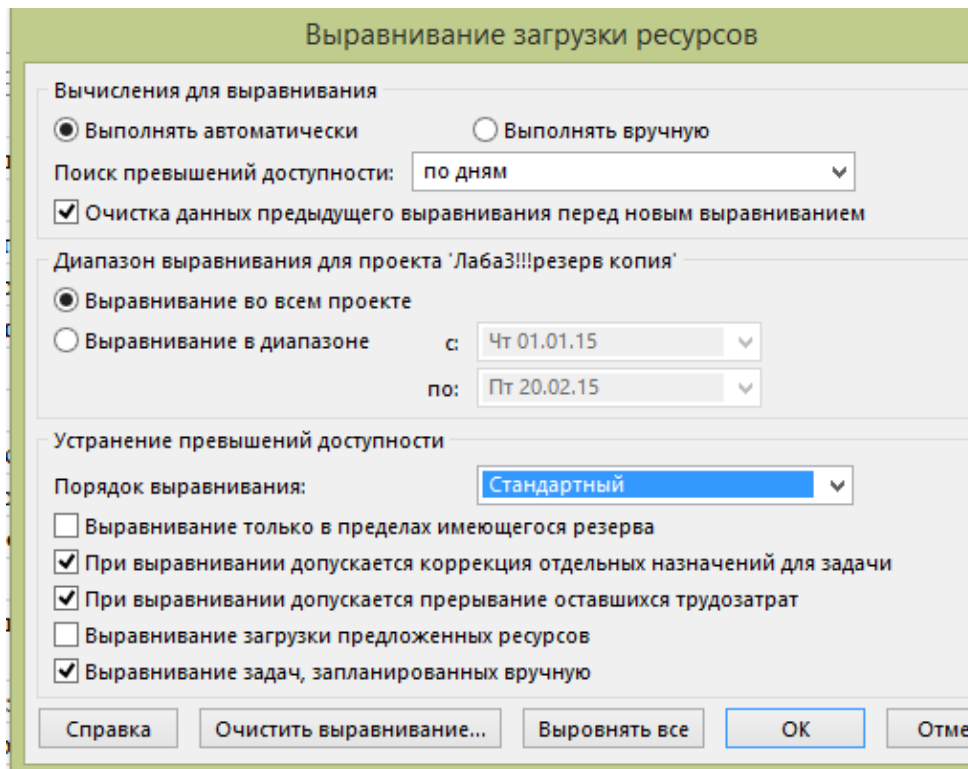 Выравнивание загрузки ресурсов
Вычисления для выравнивания
Выполнять автоматически Выполнять вручную
Поиск превышений доступности: по дням
Очистка данных предыдущего выравнивания перед новым выравниванием
Диапазон выравнивания для проекта 'Лаба3!!!резерв копия'
Выравнивание во всем проекте
Выравнивание в диапазоне с: Чт 01.01.15
по: Пт 20.02.15
Устранение превышений доступности
Порядок выравнивания: Стандартный
Выравнивание только в пределах имеющегося резерва
При выравнивании допускается коррекция отдельных назначений для задачи
При выравнивании допускается прерывание оставшихся трудозатрат
Выравнивание загрузки предложенных ресурсов
Выравнивание задач, запланированных вручную
Справка Очистить выравнивание... Выровнять все ОК Отме